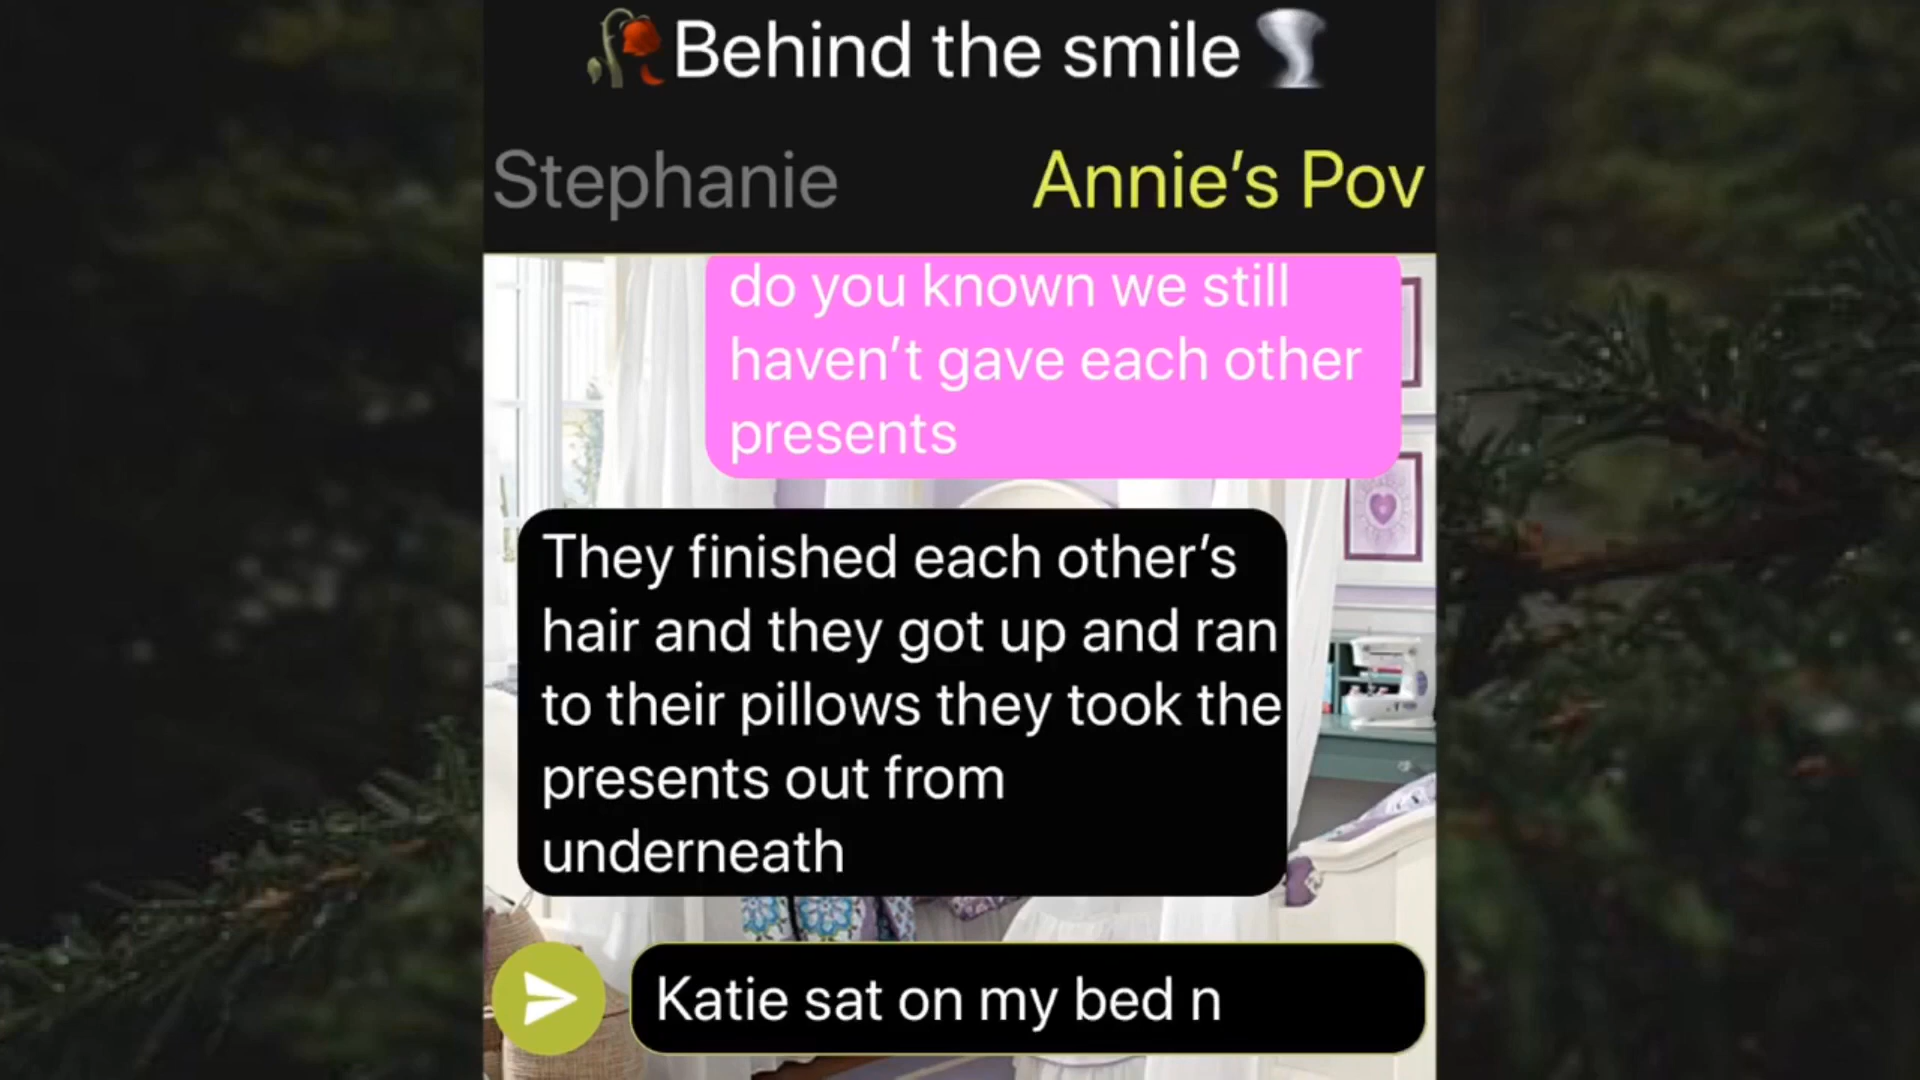 🥀Behind the smile🌪
Stephanie Annie’s Pov
do you known we still
haven’t gave each other
presents
They finished each other’s
hair and they got up and ran
to their pillows they took the
presents out from
underneath
Katie sat on my bed n